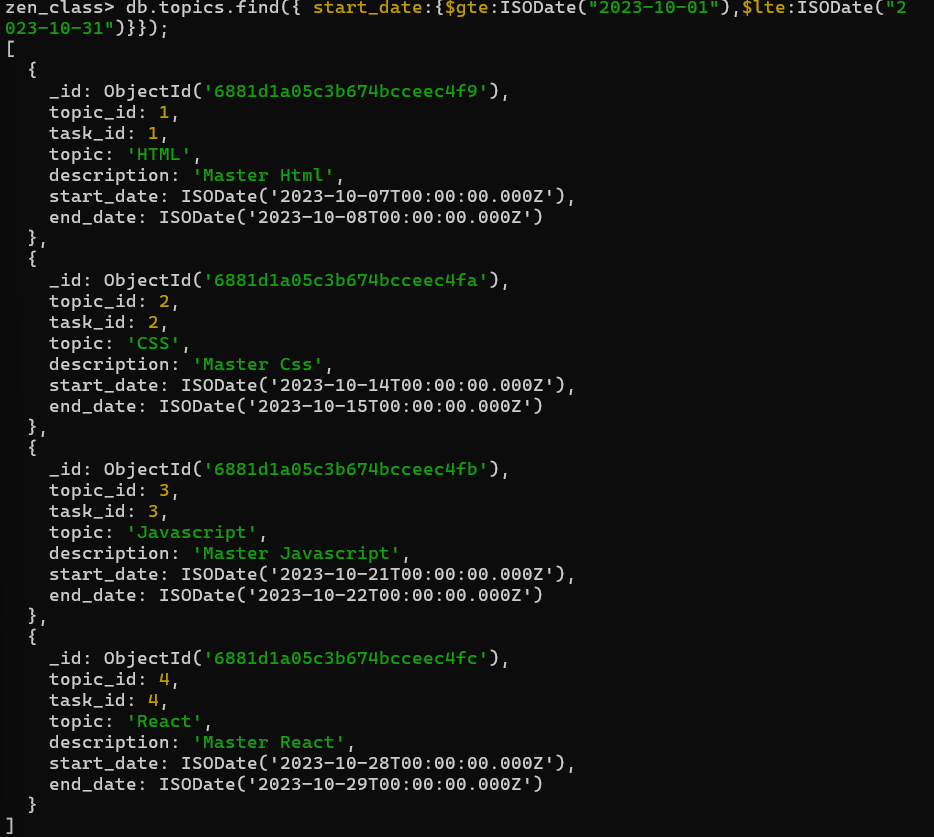 zen_class> db.topics.find({ start_date:{$gte:ISODate("2023-10-01"),$lte:ISODate("2
023-10-31")}});
[
  {
    _id: ObjectId('6881d1a05c3b674bcceec4f9'),
    topic_id: 1,
    task_id: 1,
    topic: 'HTML',
    description: 'Master Html',
    start_date: ISODate('2023-10-07T00:00:00.000Z'),
    end_date: ISODate('2023-10-08T00:00:00.000Z')
  },
  {
    _id: ObjectId('6881d1a05c3b674bcceec4fa'),
    topic_id: 2,
    task_id: 2,
    topic: 'CSS',
    description: 'Master Css',
    start_date: ISODate('2023-10-14T00:00:00.000Z'),
    end_date: ISODate('2023-10-15T00:00:00.000Z')
  },
  {
    _id: ObjectId('6881d1a05c3b674bcceec4fb'),
    topic_id: 3,
    task_id: 3,
    topic: 'Javascript',
    description: 'Master Javascript',
    start_date: ISODate('2023-10-21T00:00:00.000Z'),
    end_date: ISODate('2023-10-22T00:00:00.000Z')
  },
  {
    _id: ObjectId('6881d1a05c3b674bcceec4fc'),
    topic_id: 4,
    task_id: 4,
    topic: 'React',
    description: 'Master React',
    start_date: ISODate('2023-10-28T00:00:00.000Z'),
    end_date: ISODate('2023-10-29T00:00:00.000Z')
  }
]